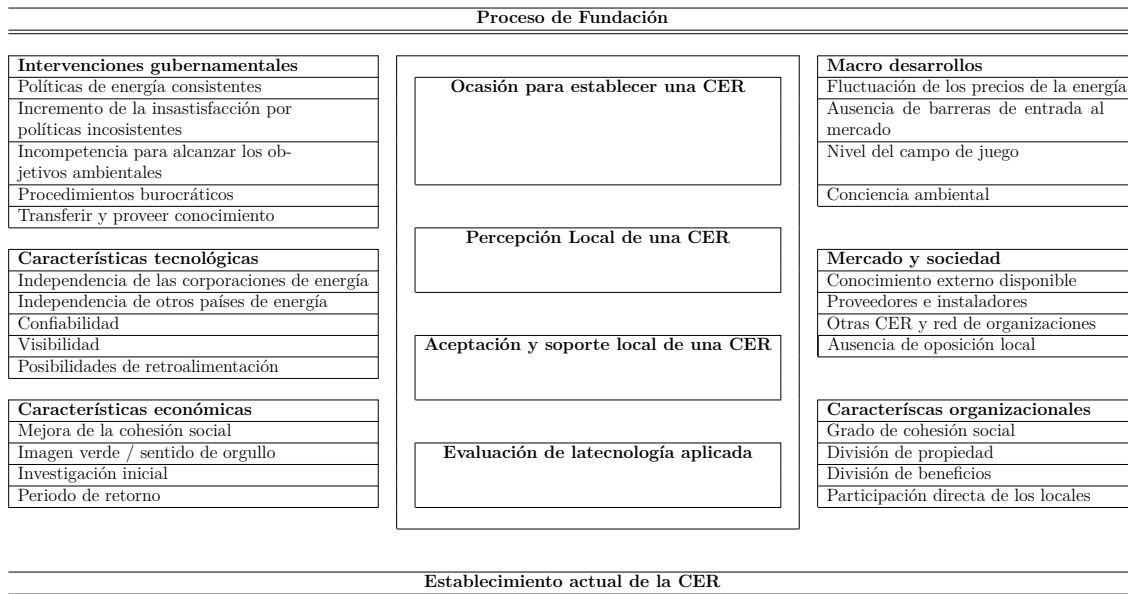 Proceso de Fundación
Intervenciones gubernamentales
Políticas de energía consistentes
Incremento de la insastisfacción por
políticas incosistentes
Incompetencia para alcanzar los ob-
jetivos ambientales
Procedimientos burocráticos
Transferir y proveer conocimiento
Características tecnológicas
Independencia de las corporaciones de energía
Independencia de otros países de energía
Confiabilidad
Visibilidad
Posibilidades de retroalimentación
Características económicas
Mejora de la cohesión social
Imagen verde / sentido de orgullo
Investigación inicial
Periodo de retorno
Ocasión para establecer una CER
Percepción Local de una CER
Aceptación y soporte local de una CER
Evaluación de latecnología aplicada
Macro desarrollos
Fluctuación de los precios de la energía
Ausencia de barreras de entrada al
mercado
Nivel del campo de juego
Conciencia ambiental
Mercado y sociedad
Conocimiento externo disponible
Proveedores e instaladores
Otras CER y red de organizaciones
Ausencia de oposición local
Caracteríscas organizacionales
Grado de cohesión social
División de propiedad
División de beneficios
Participación directa de los locales
Establecimiento actual de la CER